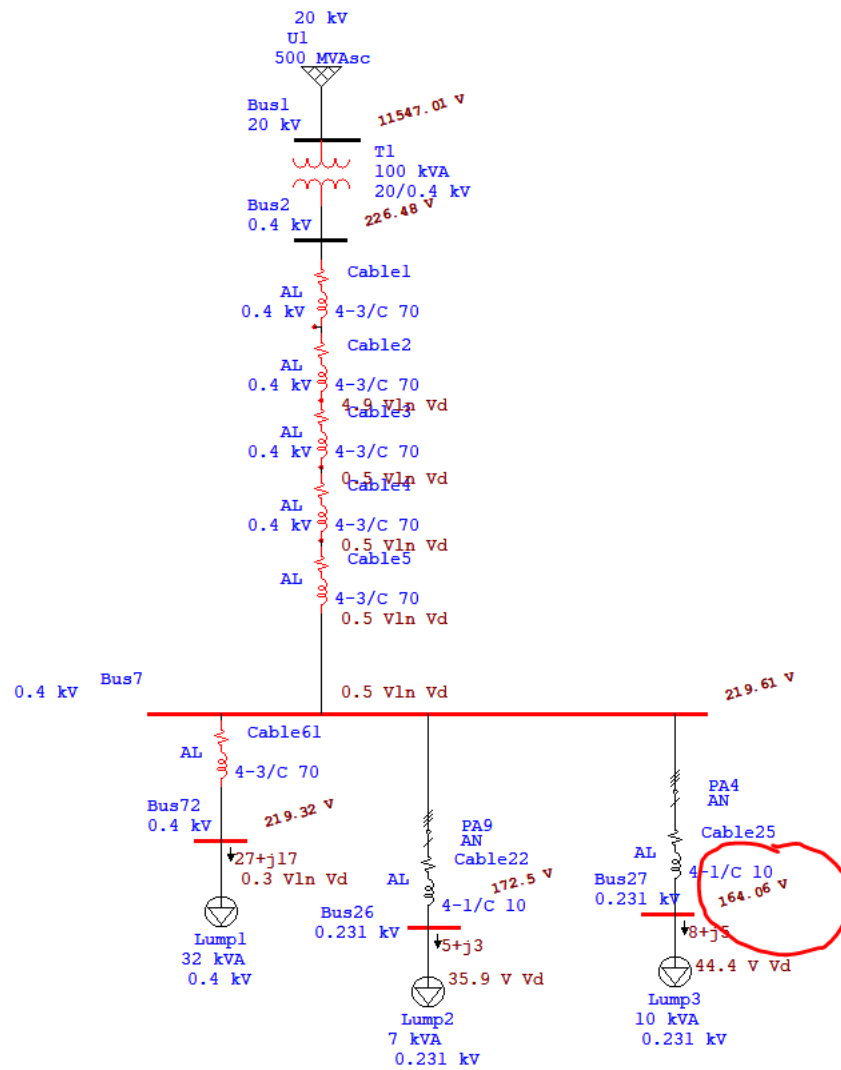 20 kV
U1
500 MVAsc
Bus1
20 kV
11547.01 V
T1
100 kVA
20/0.4 kV
Bus2
0.4 kV
226.48 V
Cable1
AL
0.4 kV 4-3/C 70
Cable2
AL
0.4 kV 4-3/C 70
4.9 Vln Vd
Cable3
AL
0.4 kV 4-3/C 70
0.5 Vln Vd
Cable4
AL
0.4 kV 4-3/C 70
0.5 Vln Vd
Cable5
AL
4-3/C 70
0.5 Vln Vd
Bus7
0.4 kV
0.5 Vln Vd
219.61 V
Cable61
AL
4-3/C 70
Bus72
0.4 kV
219.32 V
27+j17
0.3 Vln Vd
Lump1
32 kVA
0.4 kV
PA9
AN
Cable22
AL
4-1/C 10
172.5 V
Bus26
0.231 kV
5+j3
35.9 V Vd
Lump2
7 kVA
0.231 kV
PA4
AN
Cable25
AL
4-1/C 10
Bus27
0.231 kV
164.06 V
8+j5
44.4 V Vd
Lump3
10 kVA
0.231 kV